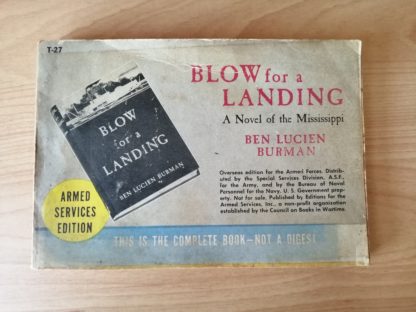 T-27
BLOW for a
LANDING
A Novel of the Mississippi
BEN LUCIEN
BURMAN
BLOW
for a
LANDING
BEN LUCIEN BURMAN
Overseas edition for the Armed Forces. Distrib-
uted by the Special Services Division, A.S.F.,
for the Army, and by the Bureau of Naval
Personnel for the Navy. U. S. Government prop-
erty. Not for sale. Published by Editions for the
Armed Services, Inc., a non-profit organization
established by the Council on Books in Wartime.
ARMED
SERVICES
EDITION
THIS IS THE COMPLETE BOOK—NOT A DIGEST